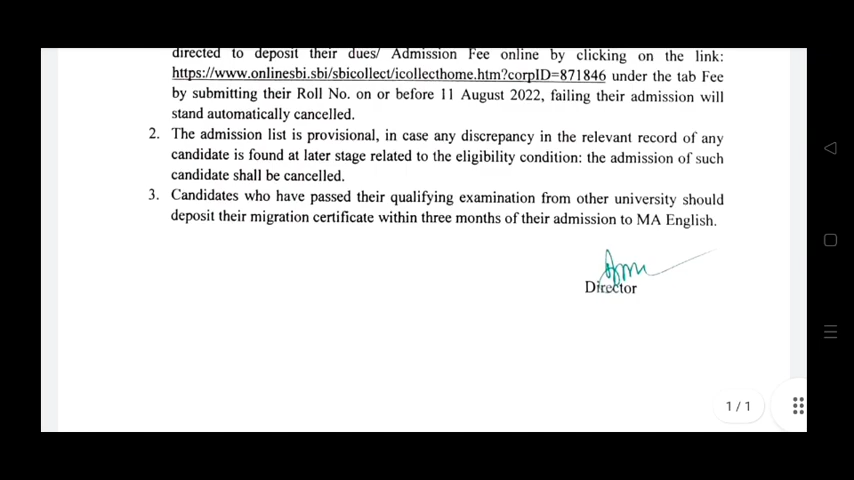 directed to deposit their dues/ Admission Fee online by clicking on the link:
https://www.onlinesbi.sbi/sbicollect/icollecthome.htm?corpID=871846 under the tab Fee
by submitting their Roll No. on or before 11 August 2022, failing their admission will
stand automatically cancelled.
2. The admission list is provisional, in case any discrepancy in the relevant record of any
candidate is found at later stage related to the eligibility condition: the admission of such
candidate shall be cancelled.
3. Candidates who have passed their qualifying examination from other university should
deposit their migration certificate within three months of their admission to MA English.
Director
1 / 1